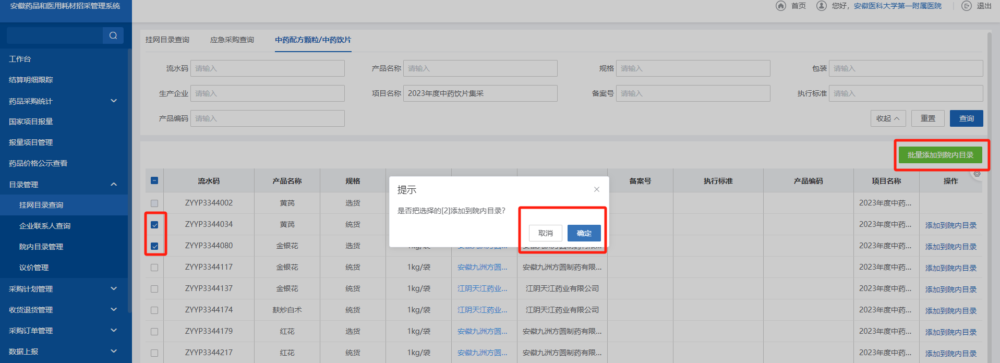 安徽药品和医用耗材招采管理系统
首页 您好，安徽医科大学第一附属医院 退出
工作台
结算明细跟踪
药品采购统计
国家项目报量
报量项目管理
药品价格公示查看
目录管理
挂网目录查询
企业联系人查询
院内目录管理
议价管理
采购计划管理
收货退货管理
采购订单管理
数据上报
挂网目录查询 应急采购查询 中药配方颗粒/中药饮片
流水码 请输入 产品名称 请输入 规格 请输入 包装 请输入
生产企业 请输入 项目名称 2023年度中药饮片集采 备案号 请输入 执行标准 请输入
产品编码 请输入 收起 重置 查询
批量添加到院内目录
流水码 产品名称 规格 备案号 执行标准 产品编码 项目名称 操作
ZYYP3344002 黄芪 选货 2023年度中药...
ZYYP3344034 黄芪 统货 2023年度中药... 添加到院内目录
ZYYP3344080 金银花 选货 1kg/袋 安徽九洲方圆... 安徽九洲方圆制药有限... 2023年度中药... 添加到院内目录
ZYYP3344117 金银花 统货 1kg/袋 安徽九洲方圆... 安徽九洲方圆制药有限... 2023年度中药... 添加到院内目录
ZYYP3344137 金银花 统货 1kg/袋 江阴天江药业... 江阴天江药业有限公司 2023年度中药... 添加到院内目录
ZYYP3344174 麸炒白术 统货 1kg/袋 江阴天江药业... 江阴天江药业有限公司 2023年度中药... 添加到院内目录
ZYYP3344179 红花 选货 1kg/袋 安徽九洲方圆... 安徽九洲方圆制药有限... 2023年度中药... 添加到院内目录
ZYYP3344217 红花 统货 1kg/袋 安徽九洲方圆... 安徽九洲方圆制药有限... 2023年度中药... 添加到院内目录
提示
是否把选择的[2]添加到院内目录?
取消 确定